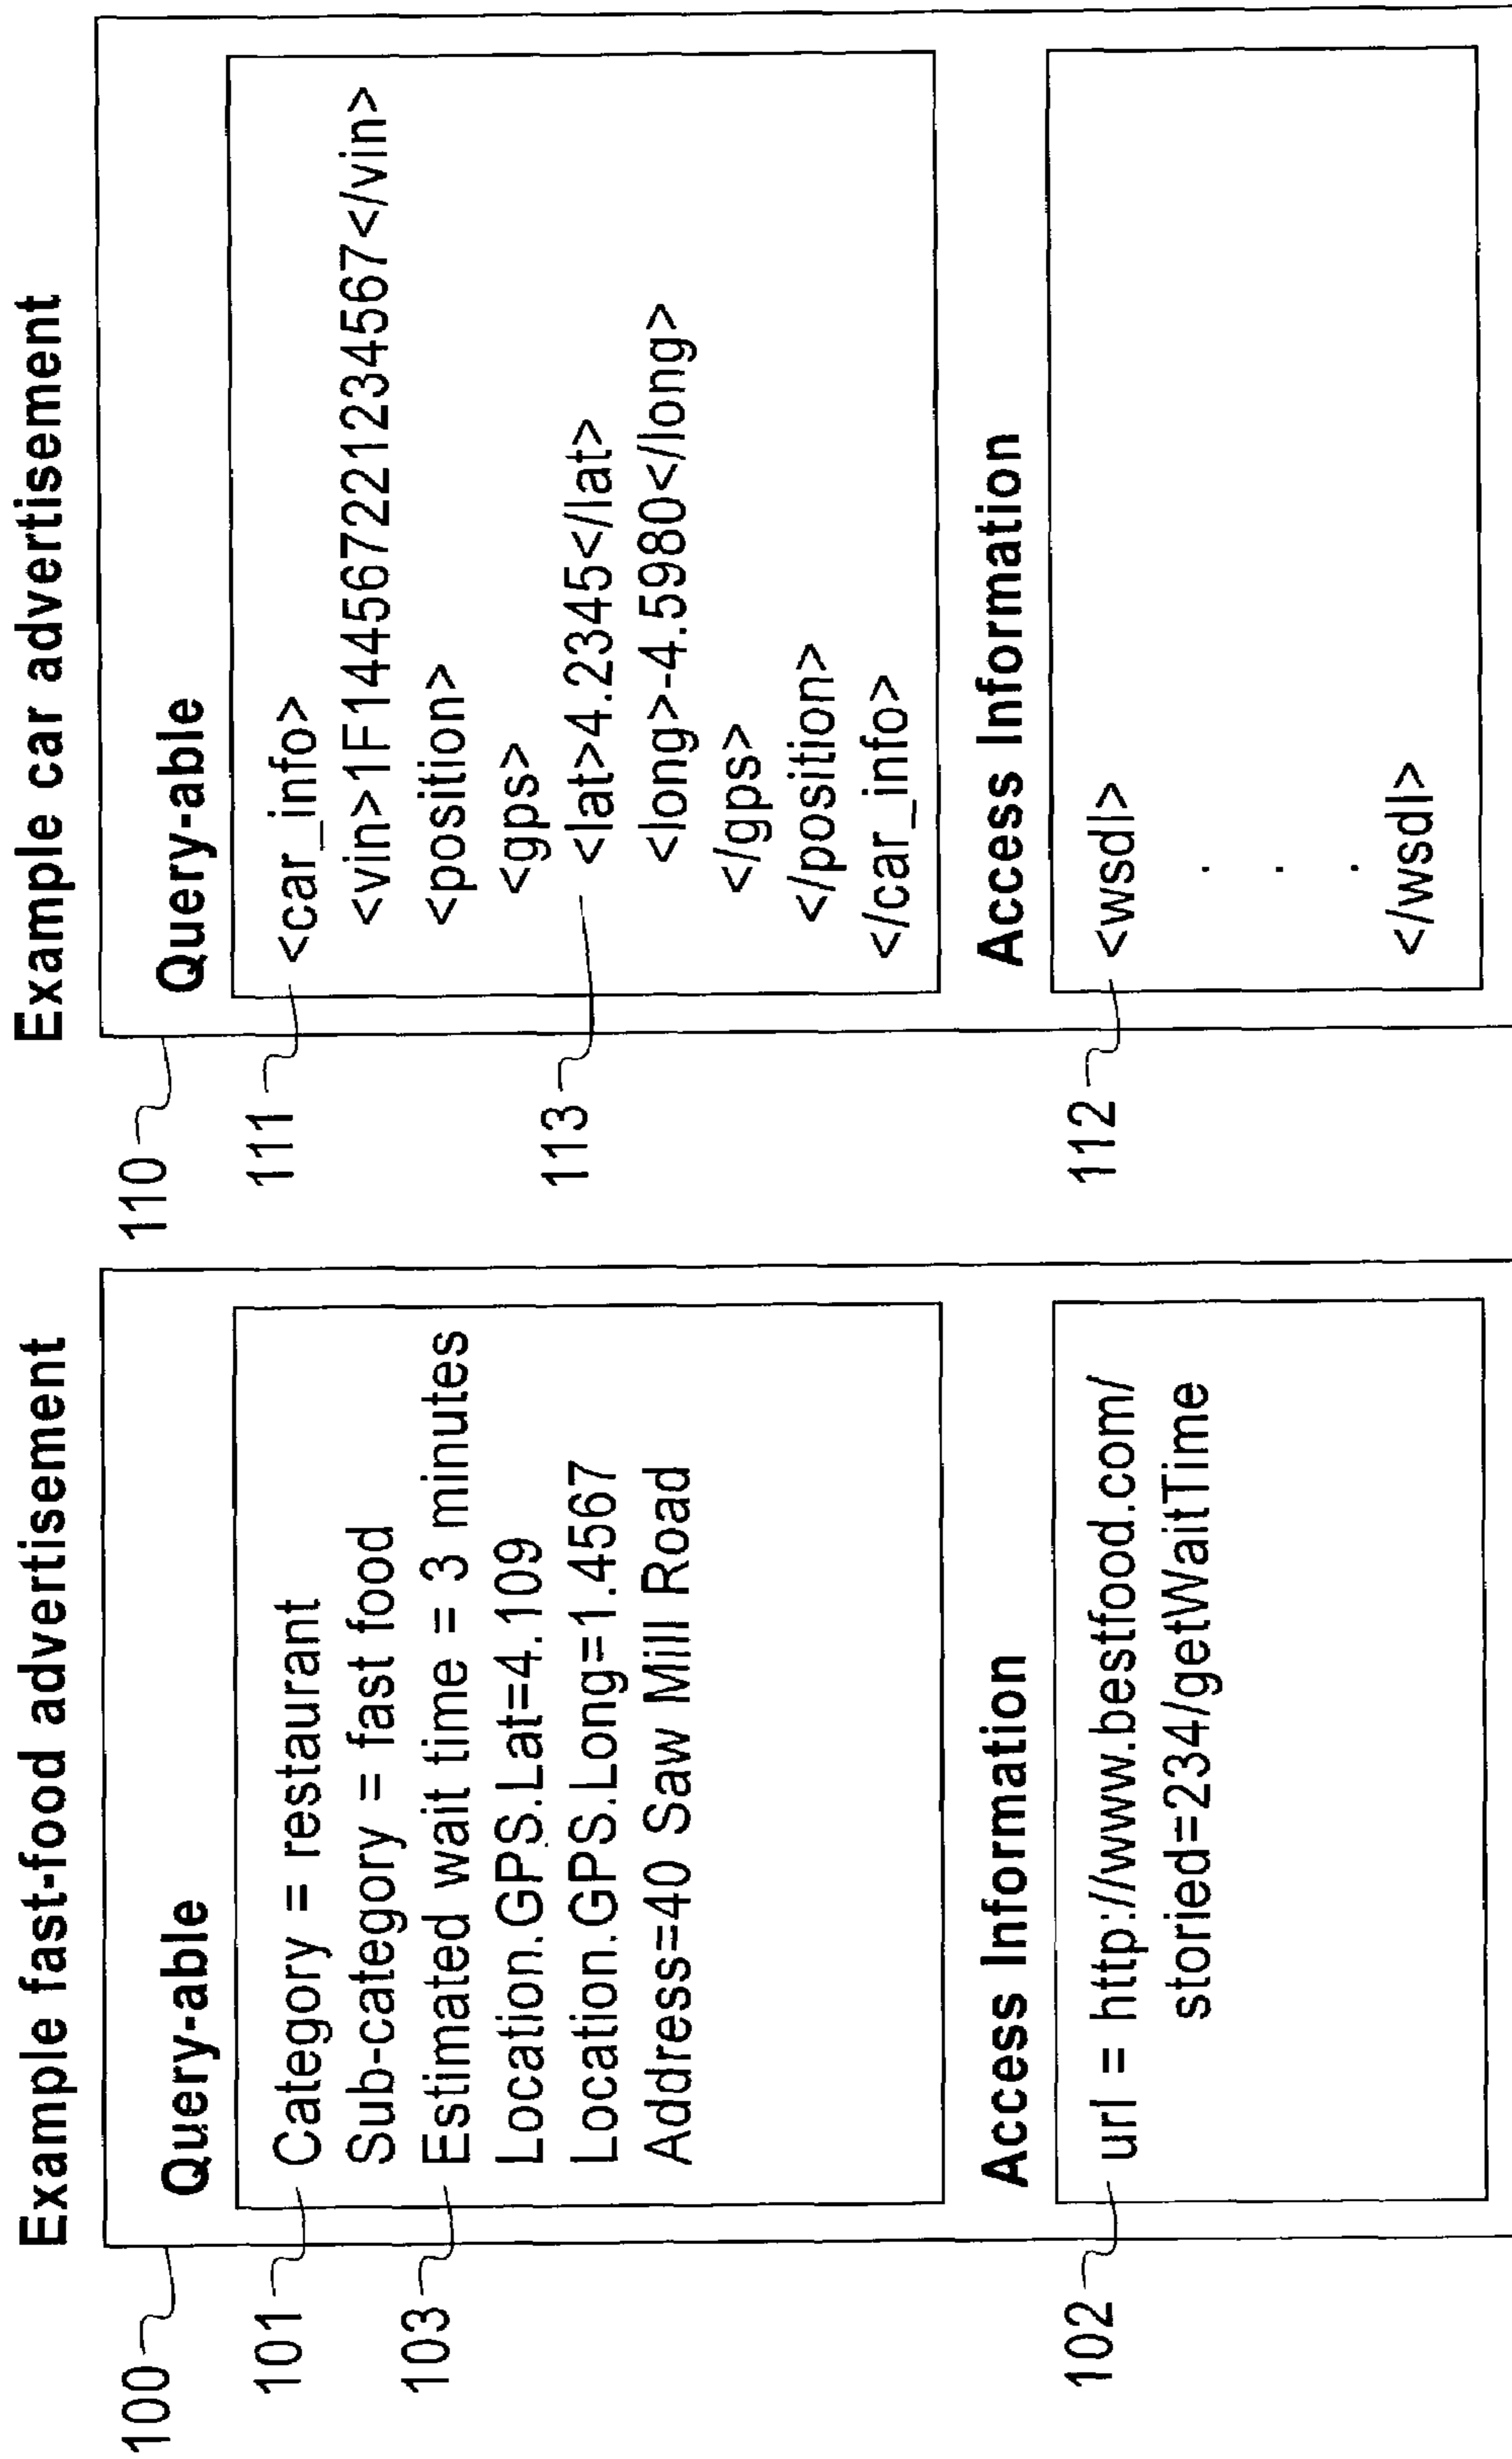 Example fast-food advertisement
100
Query-able
101
Category = restaurant
Sub-category = fast food
103
Estimated wait time = 3 minutes
Location.GPS.Lat=4.109
Location.GPS.Long=1.4567
Address=40 Saw Mill Road
Access Information
102
url = http://www.bestfood.com/
storied=234/getWaitTime
Example car advertisement
110
Query-able
111
<car_info>
<vin>1F144567221234567</vin>
<position>
<gps>
113
<lat>4.2345</lat>
<long>-4.5980</long>
</gps>
</position>
</car_info>
Access Information
112
<wsdl>
.
.
.
</wsdl>